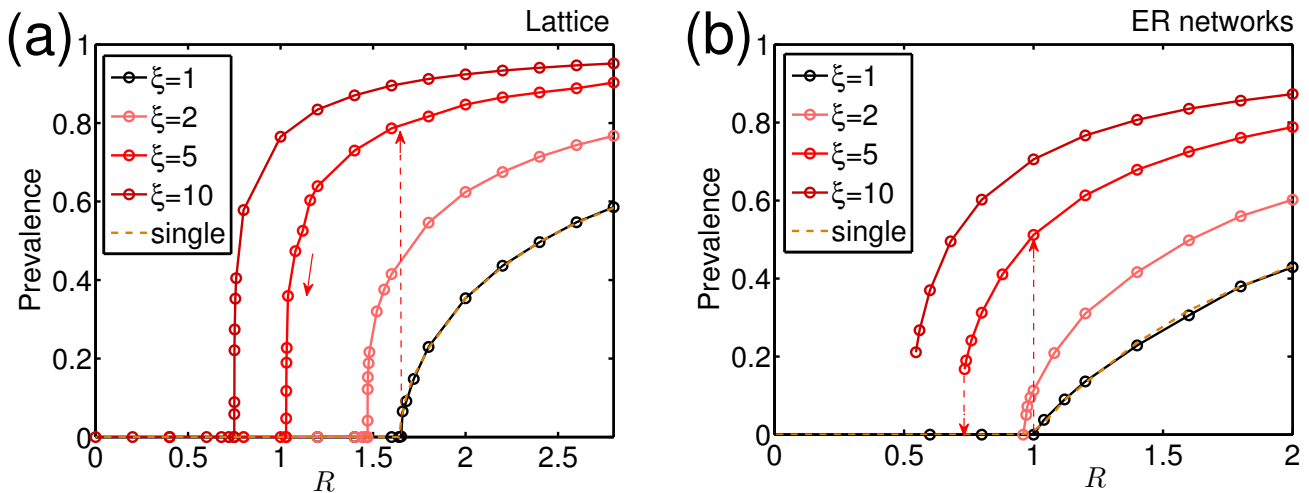 (a)
Lattice
Prevalence
1
0.8
0.6
0.4
0.2
0
ξ=1
ξ=2
ξ=5
ξ=10
single
0 0.5 1 1.5 2 2.5
R
(b)
ER networks
Prevalence
1
0.8
0.6
0.4
0.2
0
ξ=1
ξ=2
ξ=5
ξ=10
single
0.5 1 1.5 2
R